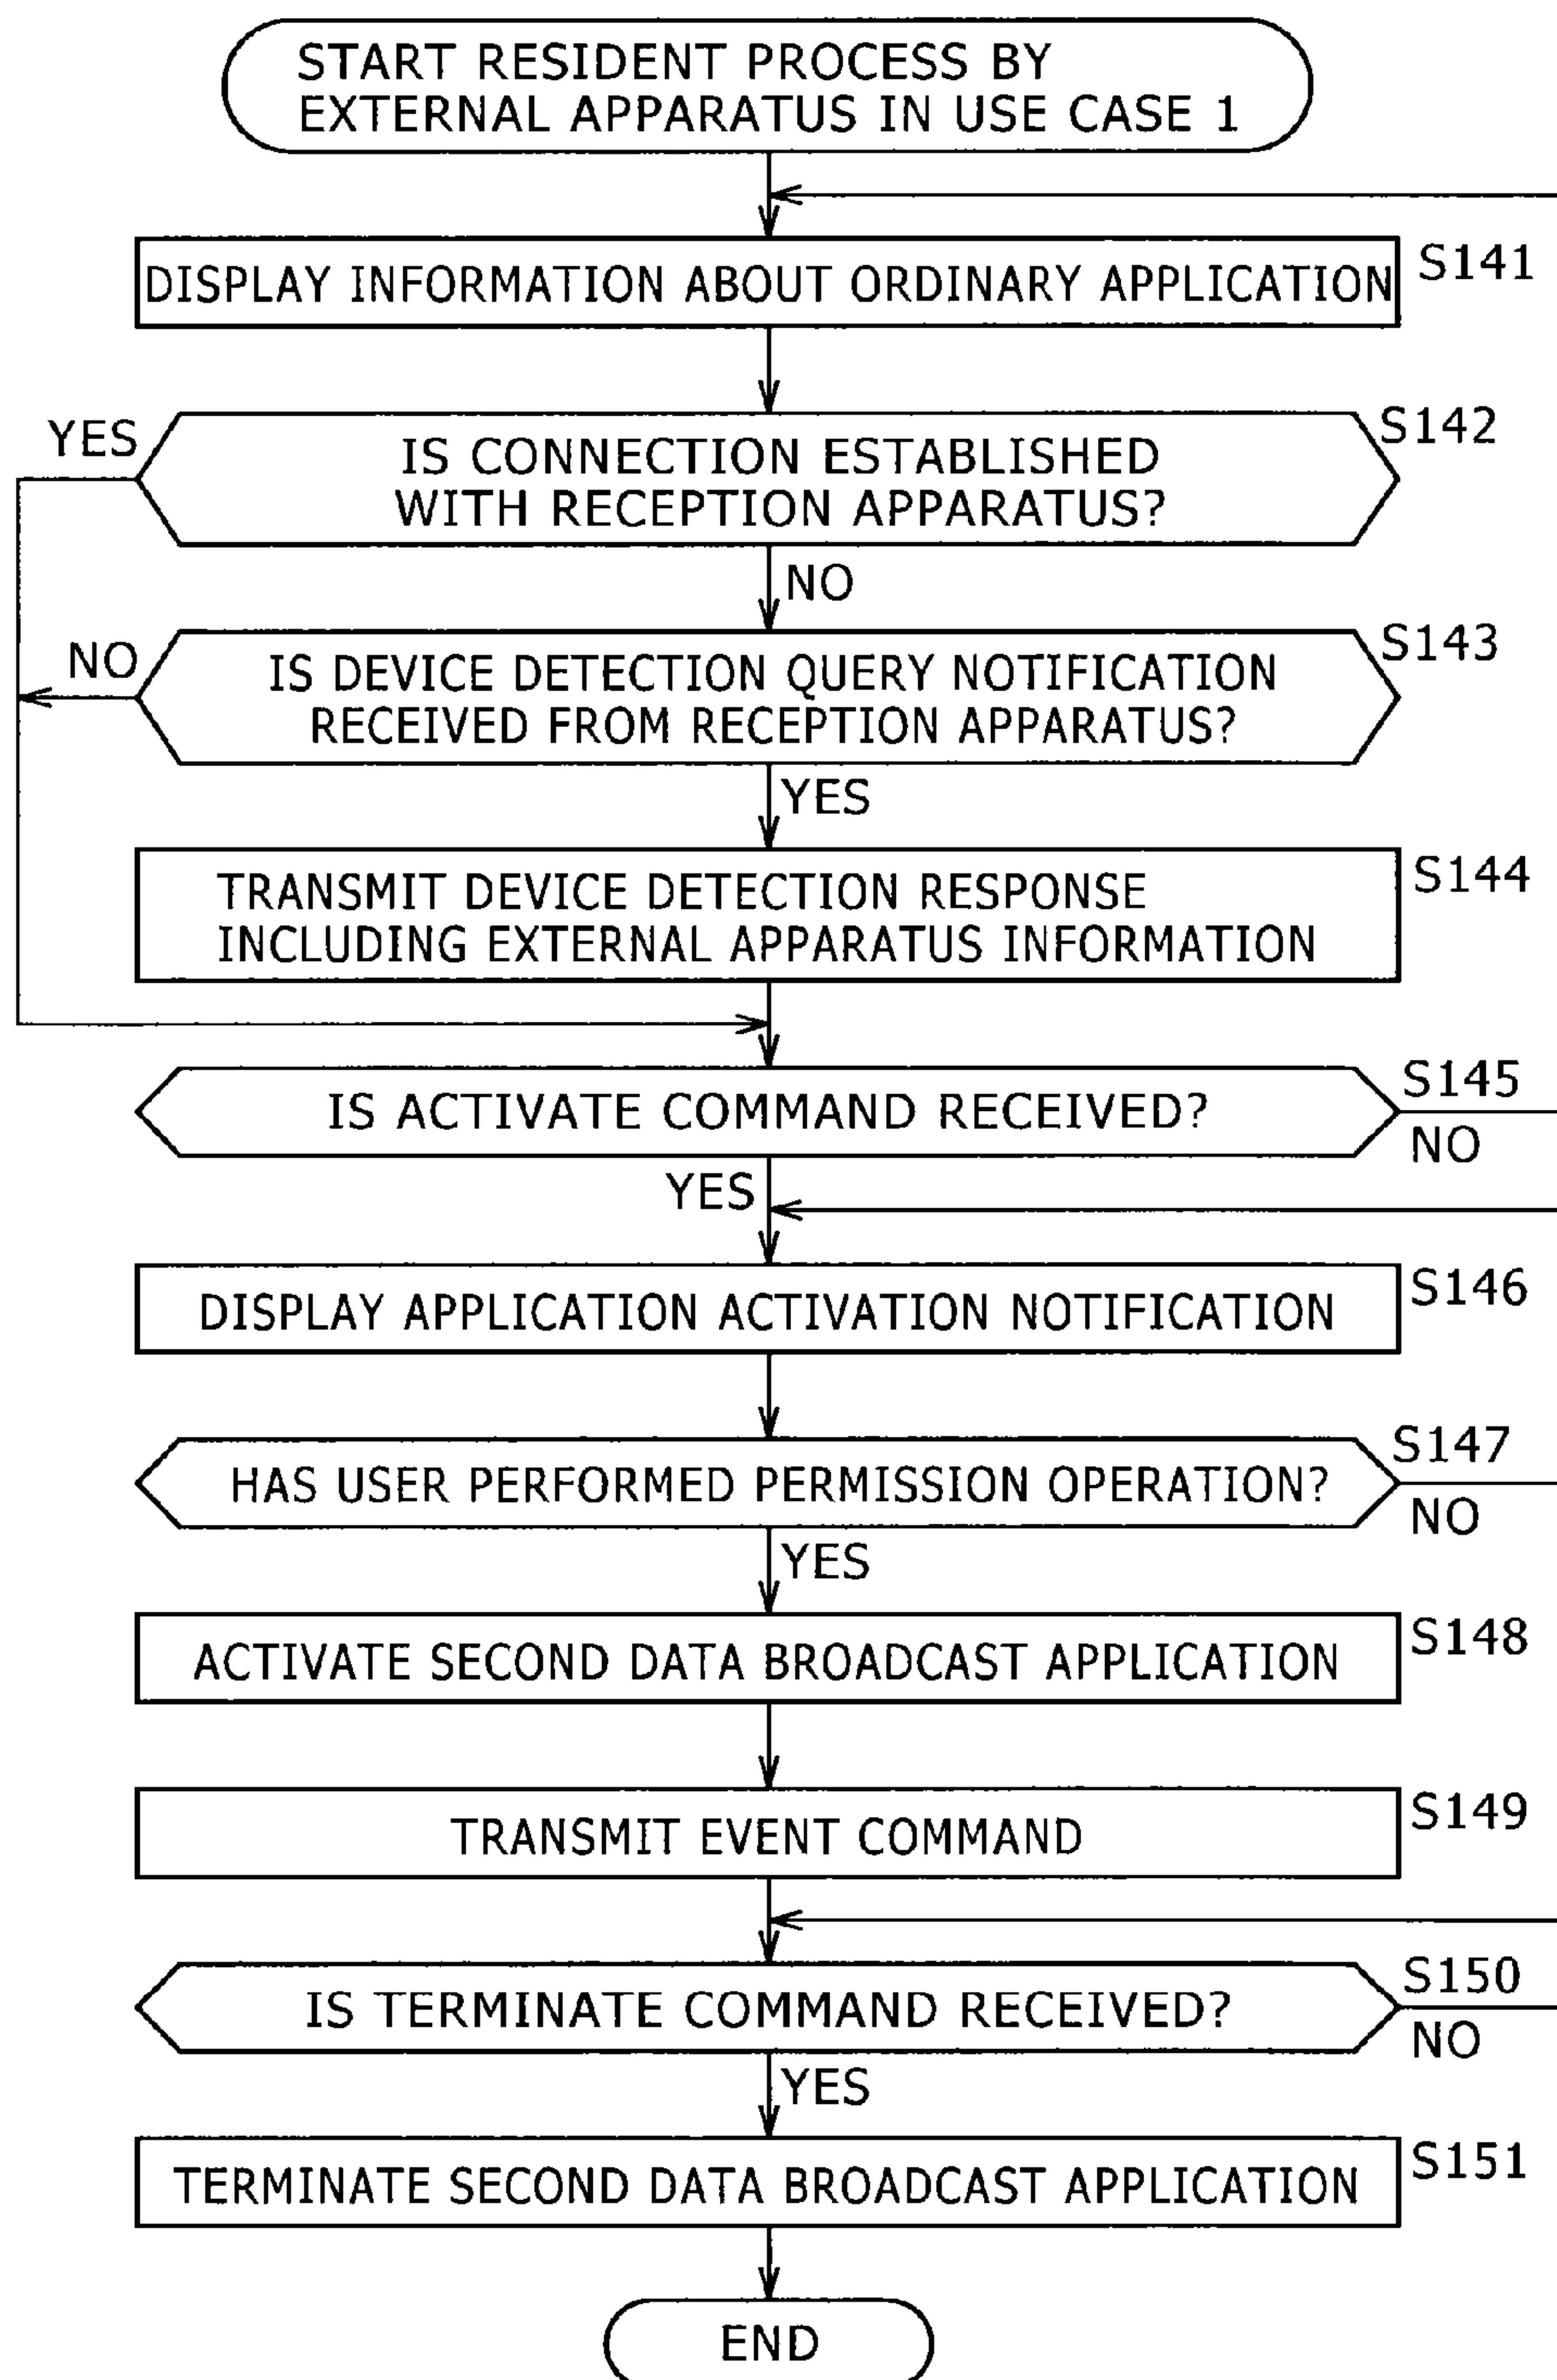 START RESIDENT PROCESS BY
EXTERNAL APPARATUS IN USE CASE 1
DISPLAY INFORMATION ABOUT ORDINARY APPLICATION
S141
YES
IS CONNECTION ESTABLISHED
WITH RECEPTION APPARATUS?
S142
NO
NO
IS DEVICE DETECTION QUERY NOTIFICATION
RECEIVED FROM RECEPTION APPARATUS?
S143
YES
TRANSMIT DEVICE DETECTION RESPONSE
INCLUDING EXTERNAL APPARATUS INFORMATION
S144
IS ACTIVATE COMMAND RECEIVED?
S145
NO
YES
DISPLAY APPLICATION ACTIVATION NOTIFICATION
S146
HAS USER PERFORMED PERMISSION OPERATION?
S147
NO
YES
ACTIVATE SECOND DATA BROADCAST APPLICATION
S148
TRANSMIT EVENT COMMAND
S149
IS TERMINATE COMMAND RECEIVED?
S150
NO
YES
TERMINATE SECOND DATA BROADCAST APPLICATION
S151
END